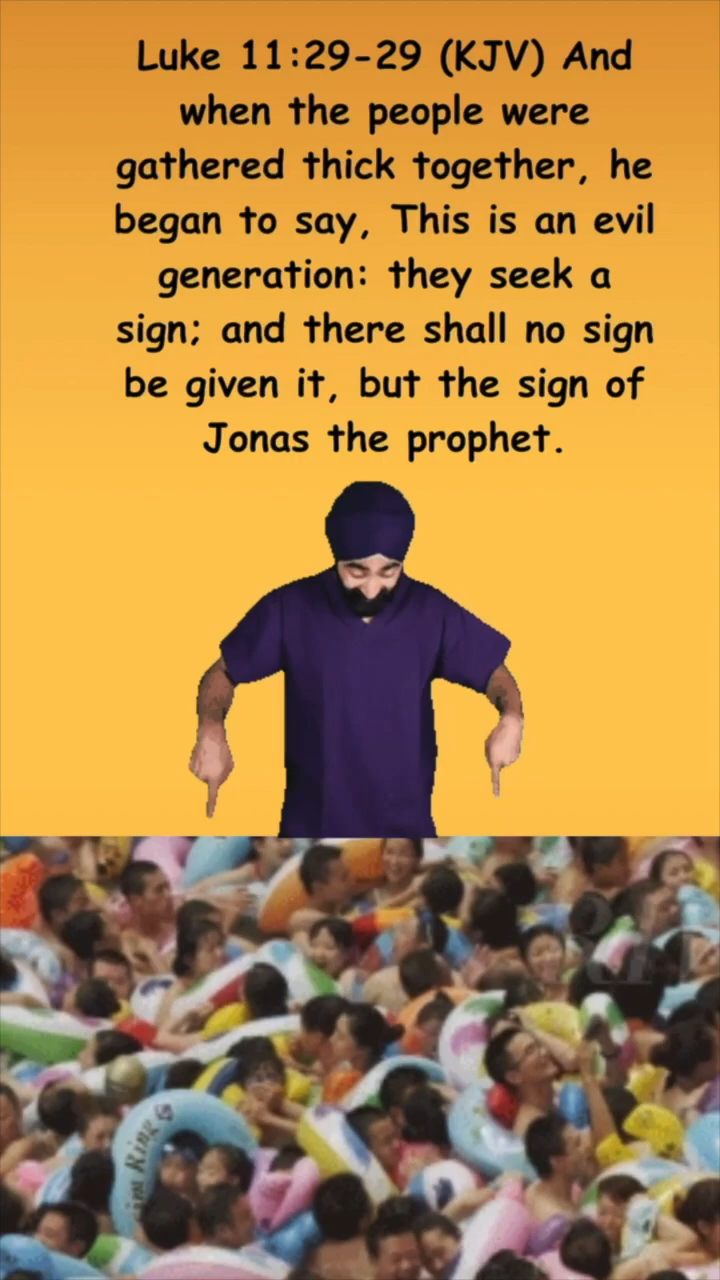 Luke 11:29-29 (KJV) And
when the people were
gathered thick together, he
began to say, This is an evil
generation: they seek a
sign; and there shall no sign
be given it, but the sign of
Jonas the prophet.